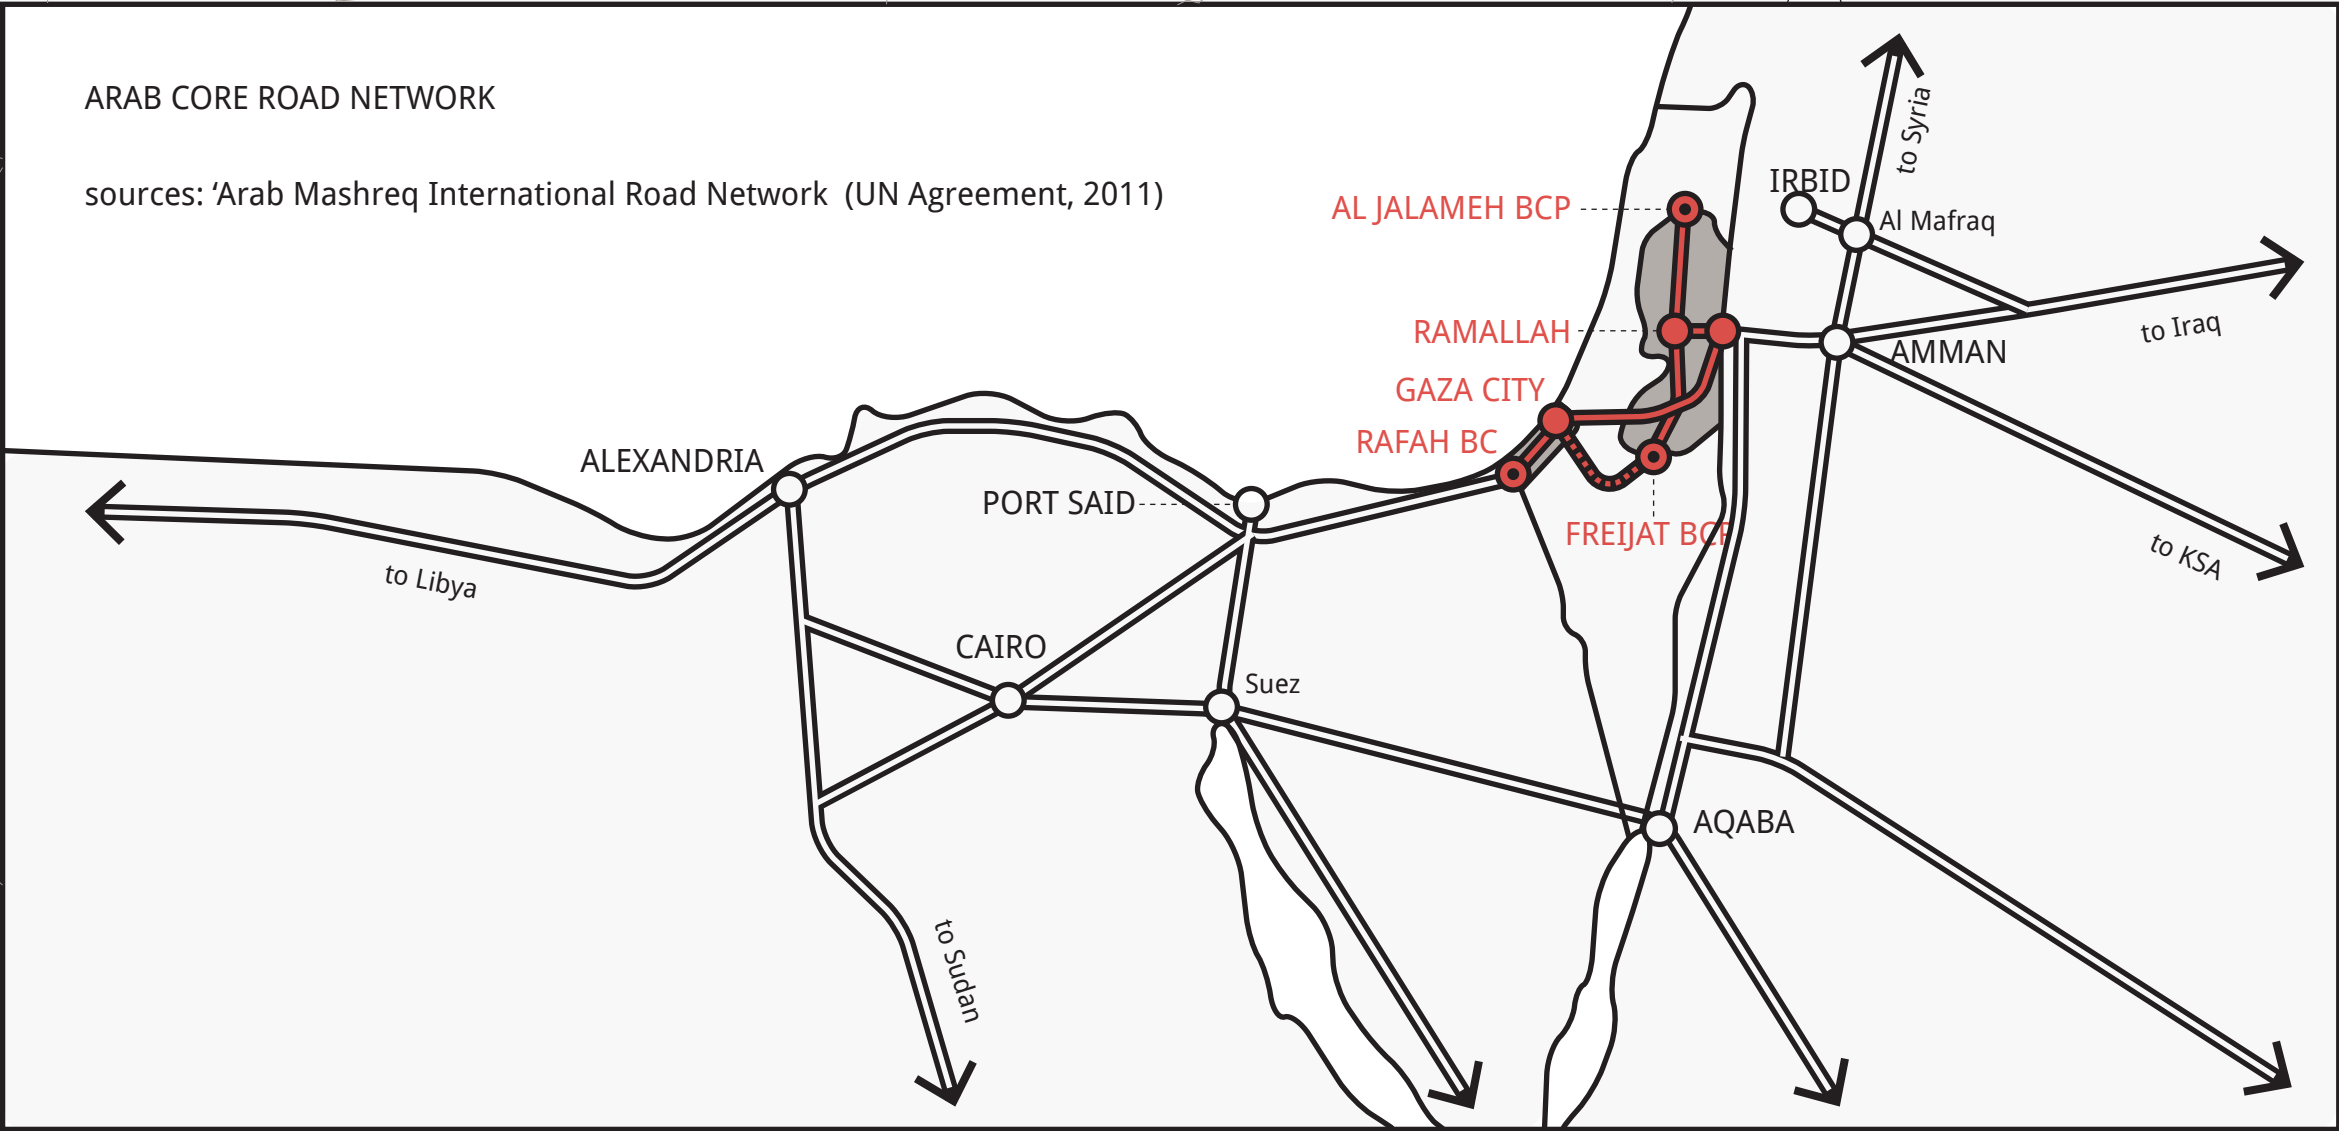 ARAB CORE ROAD NETWORK
sources: ‘Arab Mashreq International Road Network (UN Agreement, 2011)
to Syria
IRBID
AL JALAMEH BCP
Al Mafraq
RAMALLAH
to Iraq
AMMAN
GAZA CITY
RAFAH BC
ALEXANDRIA
PORT SAID
FREIJAT BCP
to KSA
to Libya
CAIRO
Suez
AQABA
to Sudan